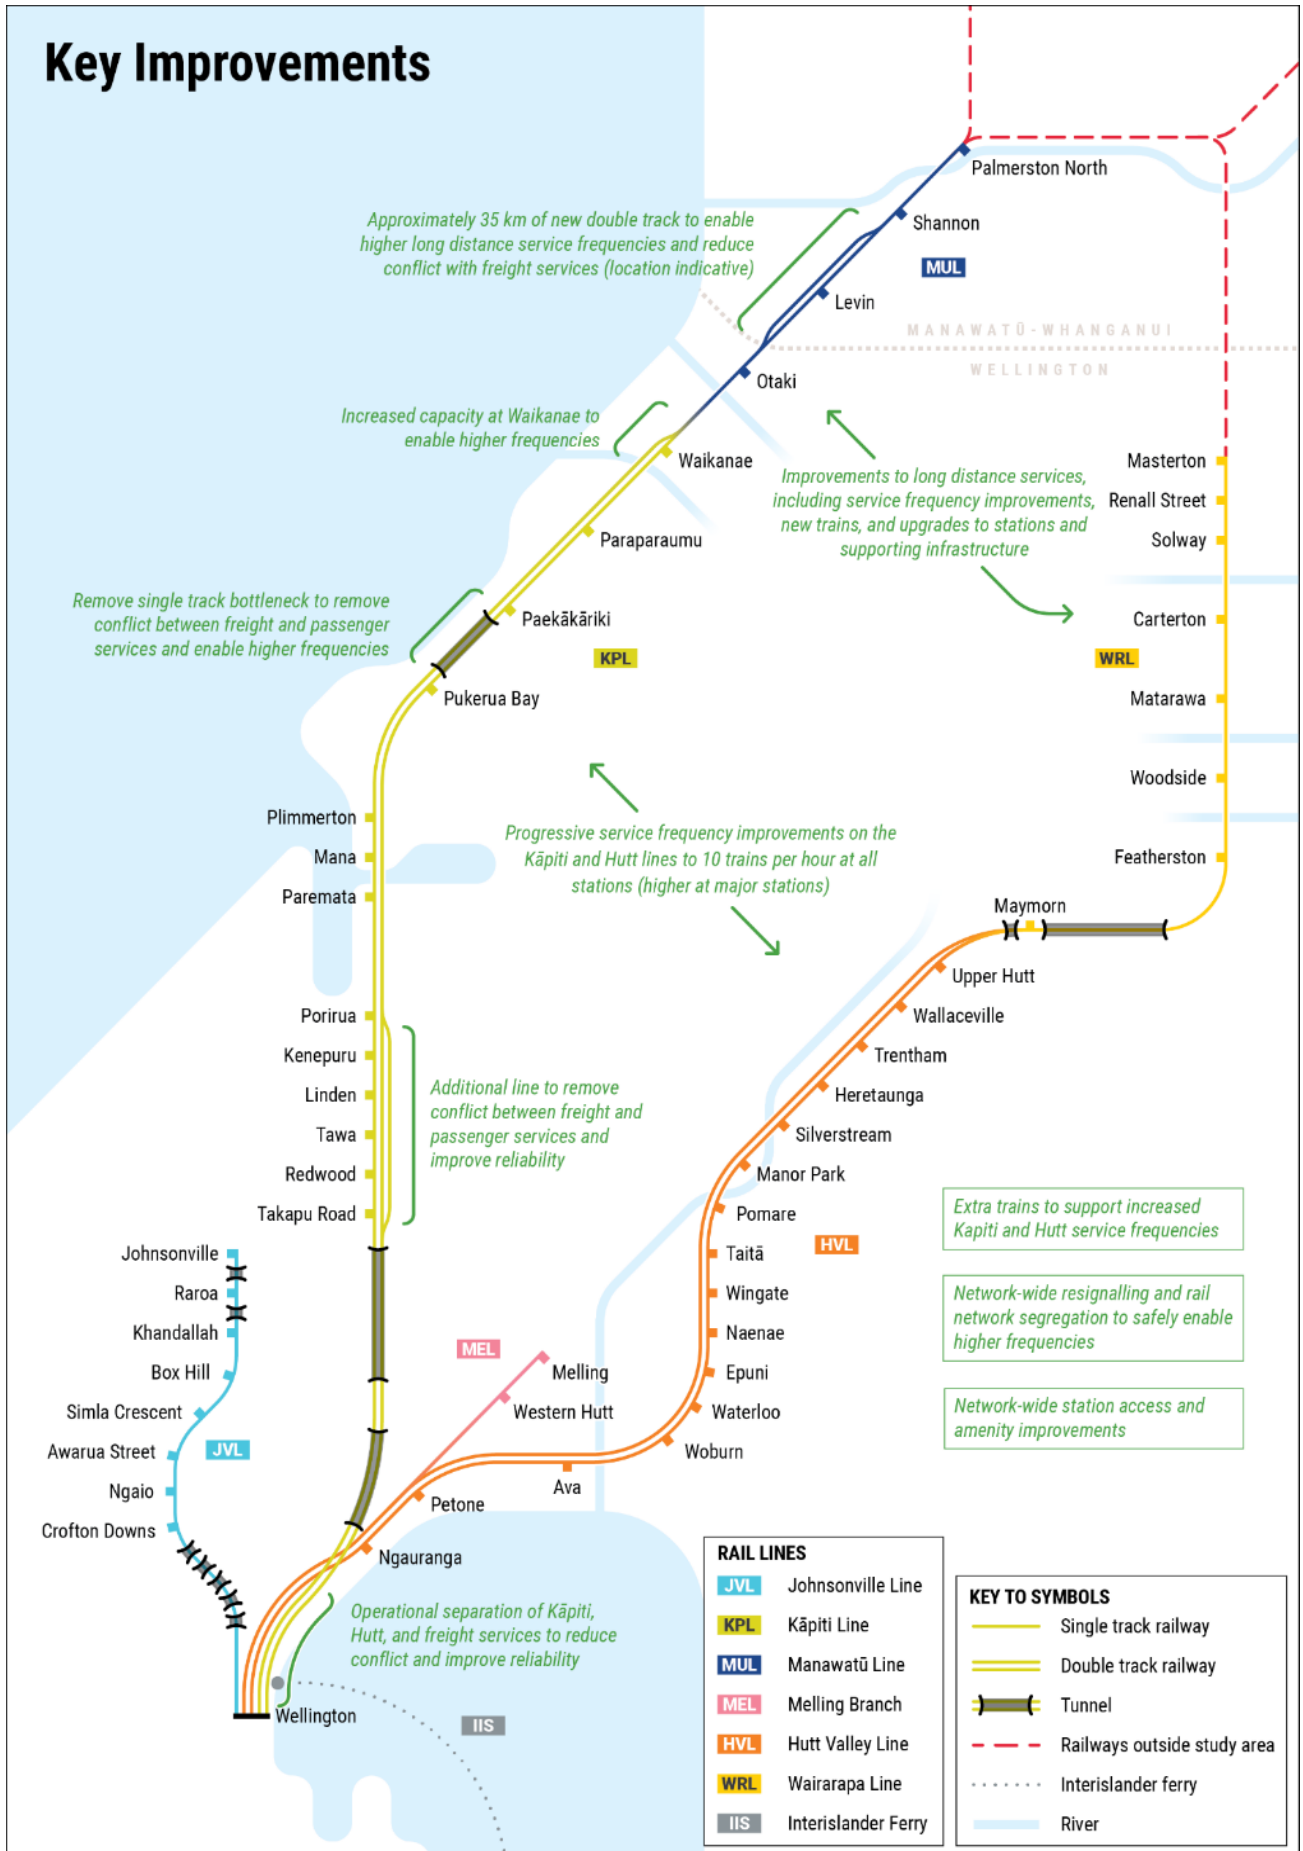 Key Improvements
Palmerston North
Approximately 35 km of new double track to enable
higher long distance service frequencies and reduce
conflict with freight services (location indicative)
Shannon
MUL
Levin
MANAWATŪ-WHANGANUI
WELLINGTON
Otaki
Increased capacity at Waikanae to
enable higher frequencies
Waikanae
Improvements to long distance services,
including service frequency improvements,
new trains, and upgrades to stations and
supporting infrastructure
Masterton
Renall Street
Solway
Paraparaumu
Remove single track bottleneck to remove
conflict between freight and passenger
services and enable higher frequencies
Paekākāriki
Carterton
KPL
WRL
Pukerua Bay
Matarawa
Woodside
Plimmerton
Mana
Paremata
Progressive service frequency improvements on the
Kāpiti and Hutt lines to 10 trains per hour at all
stations (higher at major stations)
Featherston
Maymorn
Upper Hutt
Wallaceville
Trentham
Heretaunga
Silverstream
Manor Park
Pomare
Porirua
Kenepuru
Linden
Tawa
Redwood
Takapu Road
Additional line to remove
conflict between freight and
passenger services and
improve reliability
Extra trains to support increased
Kapiti and Hutt service frequencies
HVL
Taitā
Wingate
Naenae
Epuni
Waterloo
Woburn
Network-wide resignalling and rail
network segregation to safely enable
higher frequencies
Network-wide station access and
amenity improvements
Johnsonville
Raroa
Khandallah
Box Hill
Simla Crescent
Awarua Street
JVL
Ngaio
Crofton Downs
MEL
Melling
Western Hutt
Ava
Petone
Ngauranga
Operational separation of Kāpiti,
Hutt, and freight services to reduce
conflict and improve reliability
Wellington
IIS
RAIL LINES
JVL Johnsonville Line
KPL Kāpiti Line
MUL Manawatū Line
MEL Melling Branch
HVL Hutt Valley Line
WRL Wairarapa Line
IIS Interislander Ferry
KEY TO SYMBOLS
Single track railway
Double track railway
Tunnel
Railways outside study area
Interislander ferry
River